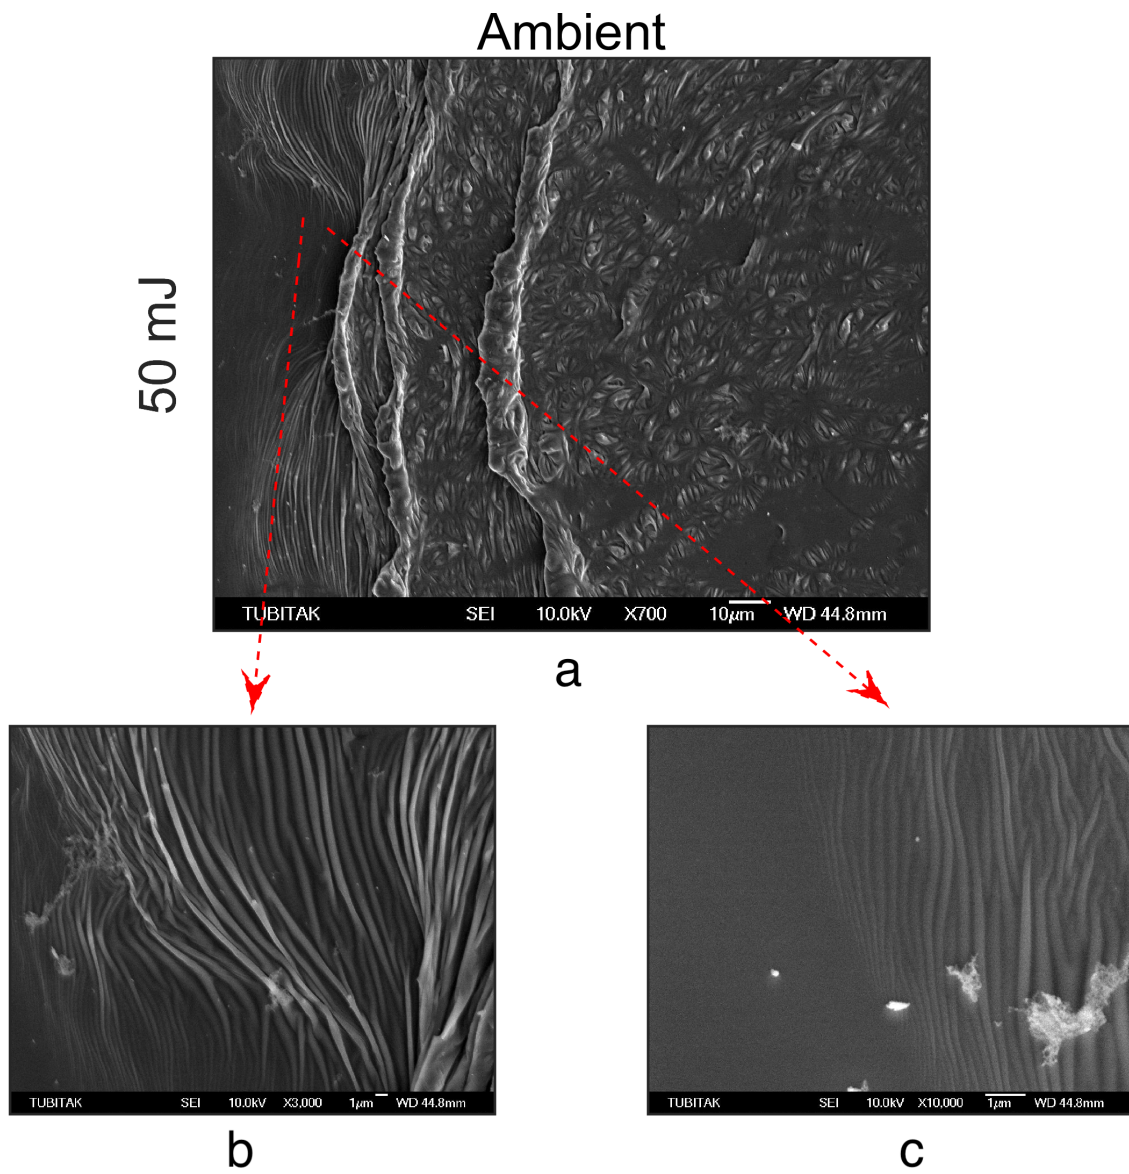 Ambient
50 mJ
TUBITAK SEI 10.0kV X700 10µm WD 44.8mm
a
TUBITAK SEI 10.0kV X3,000 1µm WD 44.8mm
TUBITAK SEI 10.0kV X10,000 1µm WD 44.8mm
b
c